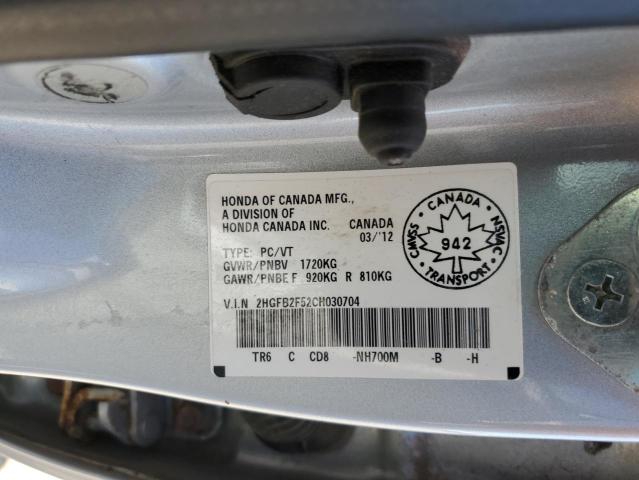 HONDA OF CANADA MFG.,
A DIVISION OF
HONDA CANADA INC. CANADA
03/'12
TYPE: PC/VT
GVWR/PNBV 1720KG
GAWR/PNBE F 920KG R 810KG
V.I.N 2HGFB2F52CH030704
TR6 C CD8 -NH700M -B -H
CANADA
CMVSS 942 NSVAC
TRANSPORT